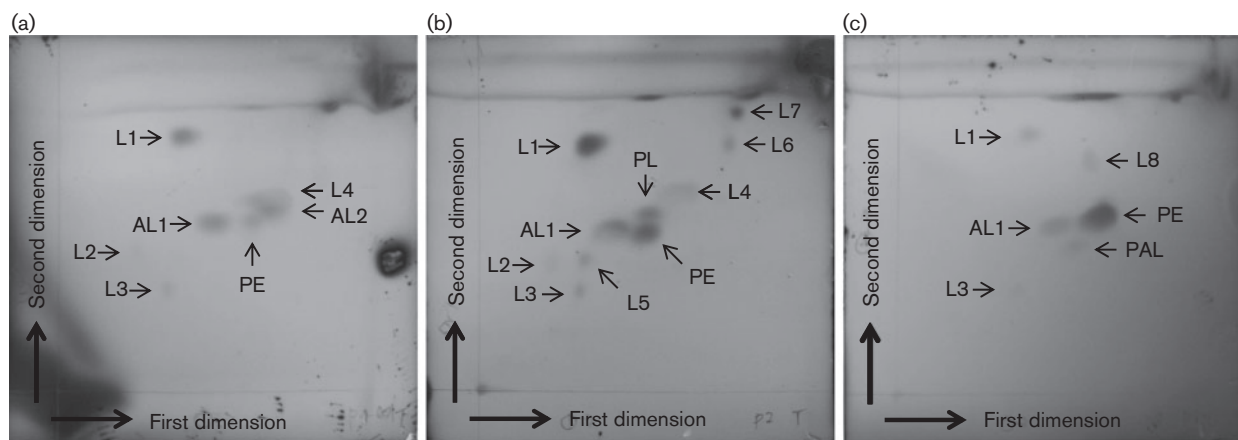 (a)
L1
L4
AL1
AL2
L2
L3
PE
Second dimension
First dimension
(b)
L7
L1
L6
PL
L4
AL1
L2
PE
L3
L5
Second dimension
First dimension
P2 T
(c)
L1
L8
PE
AL1
PAL
L3
Second dimension
First dimension